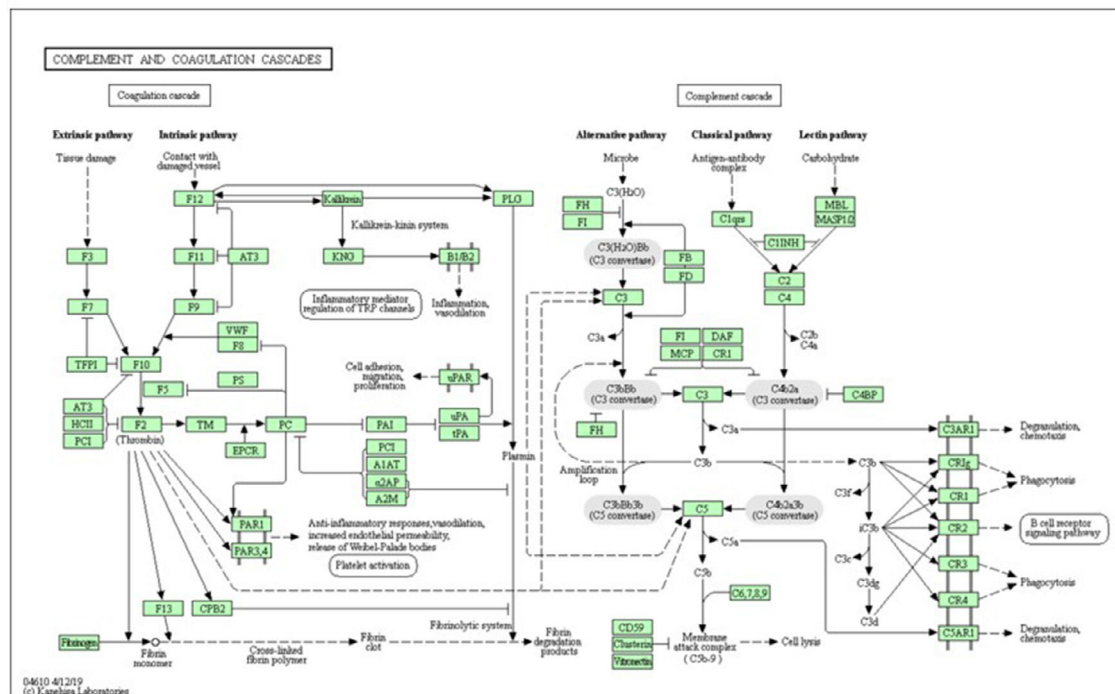 COMPLEMENT AND COAGULATION CASCADES
Coagulation cascade
Complement cascade
Extrinsic pathway
Intrinsic pathway
Alternative pathway
Classical pathway
Lectin pathway
Tissue damage
Contact with
damaged vessel
Microbe
Antigen-antibody
complex
Carbohydrate
F12
Kallikrein
PLG
C3(H2O)
FH
FI
C1qrs
MBL
MASP1/2
Kallikrein-kinin system
C1INH
F3
F11
AT3
KNG
B1/B2
C3(H2O)Bb
(C3 convertase)
FB
FD
C2
C4
F7
F9
Inflammatory mediator
regulation of TRP channels
Inflammation,
vasodilation
C3
VWF
F8
C3a
FI
DAF
MCP
CR1
C2b
C4a
TFPI
F10
F5
PS
Cell adhesion,
migration,
proliferation
uPAR
C3bBb
(C3 convertase)
C3
C4b2a
(C3 convertase)
C4BP
AT3
HCII
PCI
F2
(Thrombin)
TM
PC
PAI
uPA
tPA
EPCR
FH
C3a
C3AR1
Degranulation,
chemotaxis
Plasmin
PCI
A1AT
α2AP
A2M
Amplification
loop
C3b
C3b
CRIg
Phagocytosis
C3f
CR1
C3bBb3b
(C5 convertase)
C5
C4b2a3b
(C5 convertase)
PAR1
PAR3,4
Anti-inflammatory responses,vasodilation,
increased endothelial permeability,
release of Weibel-Palade bodies
Platelet activation
iC3b
CR2
B cell receptor
signaling pathway
C5a
C3c
CR3
C5b
C3dg
Phagocytosis
C6,7,8,9
CR4
F13
CPB2
C3d
Fibrinolytic system
CD59
Clusterin
Vitronectin
C5AR1
Degranulation,
chemotaxis
Fibrinogen
Fibrin
monomer
Cross-linked
fibrin polymer
Fibrin
clot
Fibrin
degradation
products
Membrane
attack complex
(C5b-9)
Cell lysis
04610 4/12/19
(c) Kanehisa Laboratories